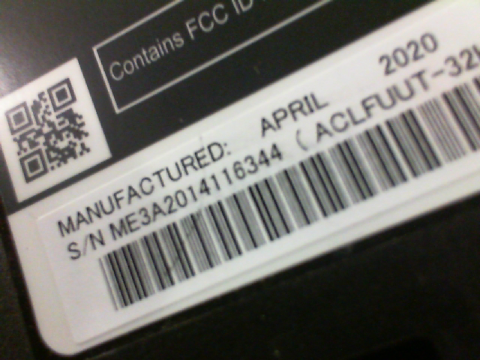 Contains FCC ID
MANUFACTURED: APRIL 2020
S/N ME3A2014116344 (ACLFUUT-32